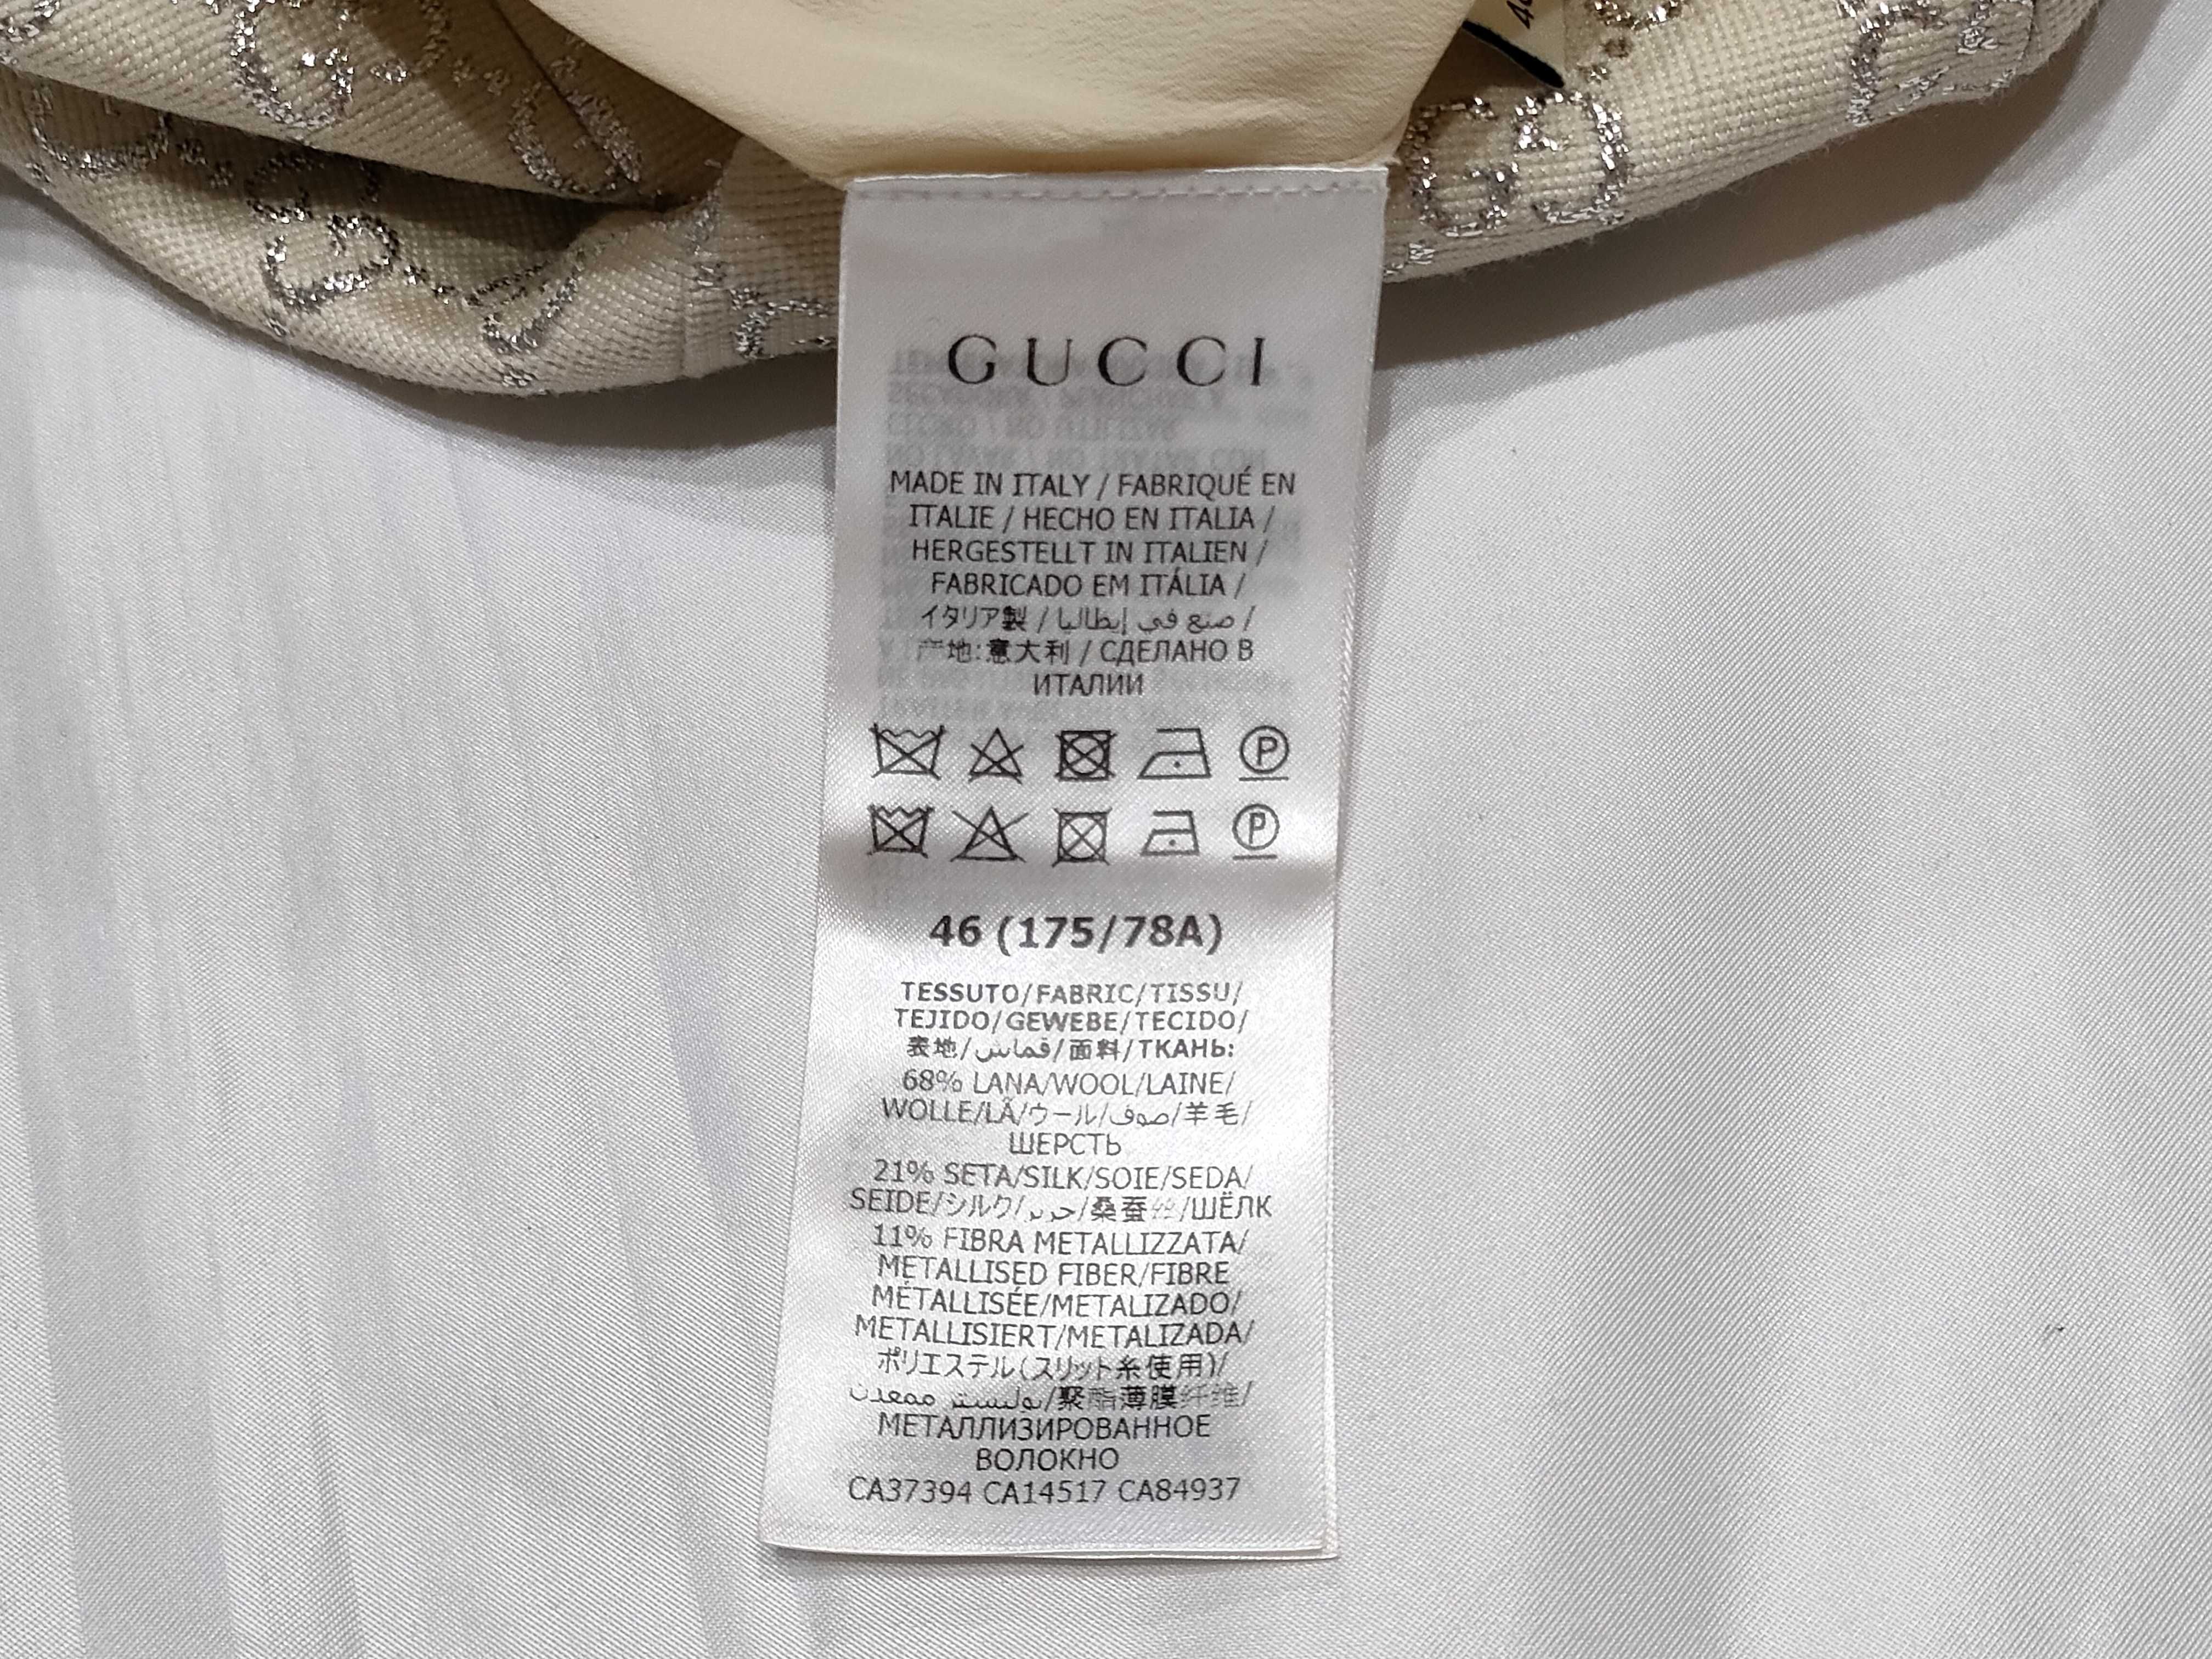 GUCCI
MADE IN ITALY / FABRIQUÉ EN
ITALIE / HECHO EN ITALIA /
HERGESTELLT IN ITALIEN /
FABRICADO EM ITÁLIA /
イタリア製 / صنع في إيطاليا /
产地:意大利 / СДЕЛАНО В
ИТАЛИИ
P
P
46 (175/78A)
TESSUTO/FABRIC/TISSU/
TEJIDO/GEWEBE/TECIDO/
表地/قماش/面料/ТКАНЬ:
68% LANA/WOOL/LAINE/
WOLLE/LÃ/ウール/صوف/羊毛/
ШЕРСТЬ
21% SETA/SILK/SOIE/SEDA/
SEIDE/シルク/حرير/桑蚕丝/ШЁЛК
11% FIBRA METALLIZZATA/
METALLISED FIBER/FIBRE
MÉTALLISÉE/METALIZADO/
METALLISIERT/METALIZADA/
ポリエステル(スリット糸使用)/
بوليستر ممعدن/聚酯薄膜纤维/
МЕТАЛЛИЗИРОВАННОЕ
ВОЛОКНО
CA37394 CA14517 CA84937